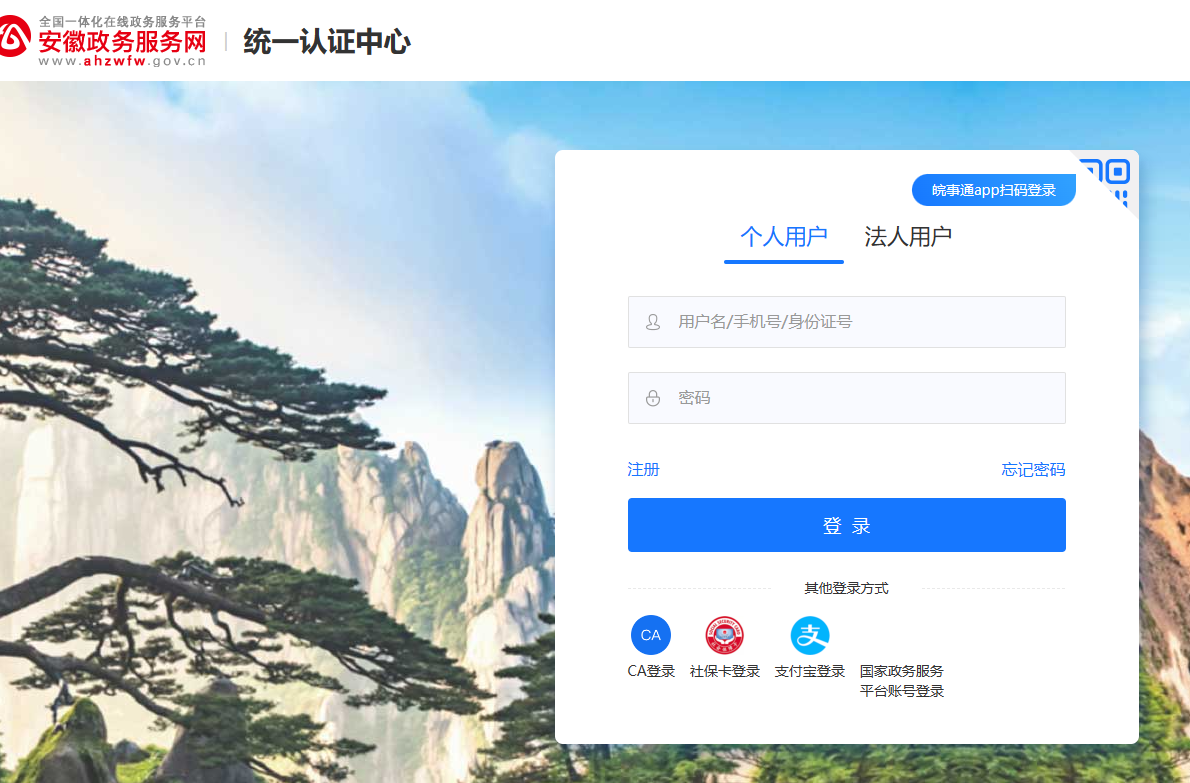 全国一体化在线政务服务平台
安徽政务服务网
www.ahzwfw.gov.cn
统一认证中心
皖事通app扫码登录
个人用户 法人用户
用户名/手机号/身份证号
密码
注册 忘记密码
登 录
其他登录方式
CA
CA登录 社保卡登录 支付宝登录 国家政务服务
平台账号登录